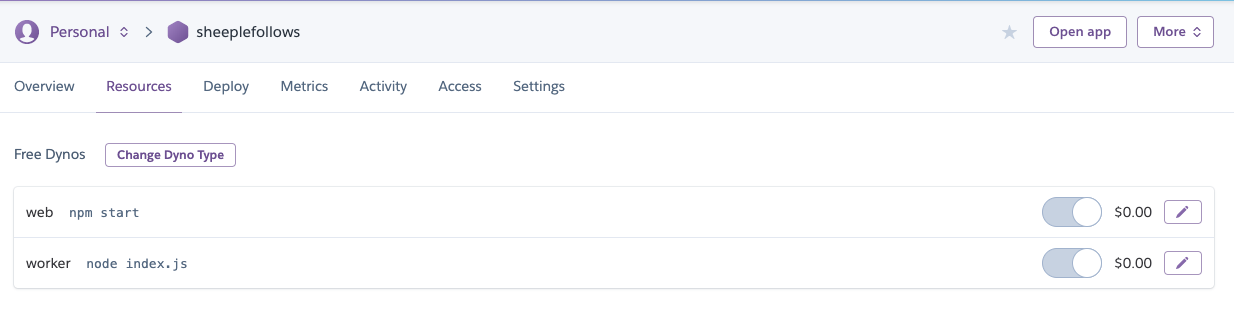 Personal sheeplefollows Open app More
Overview Resources Deploy Metrics Activity Access Settings
Free Dynos Change Dyno Type
web npm start $0.00
worker node index.js $0.00